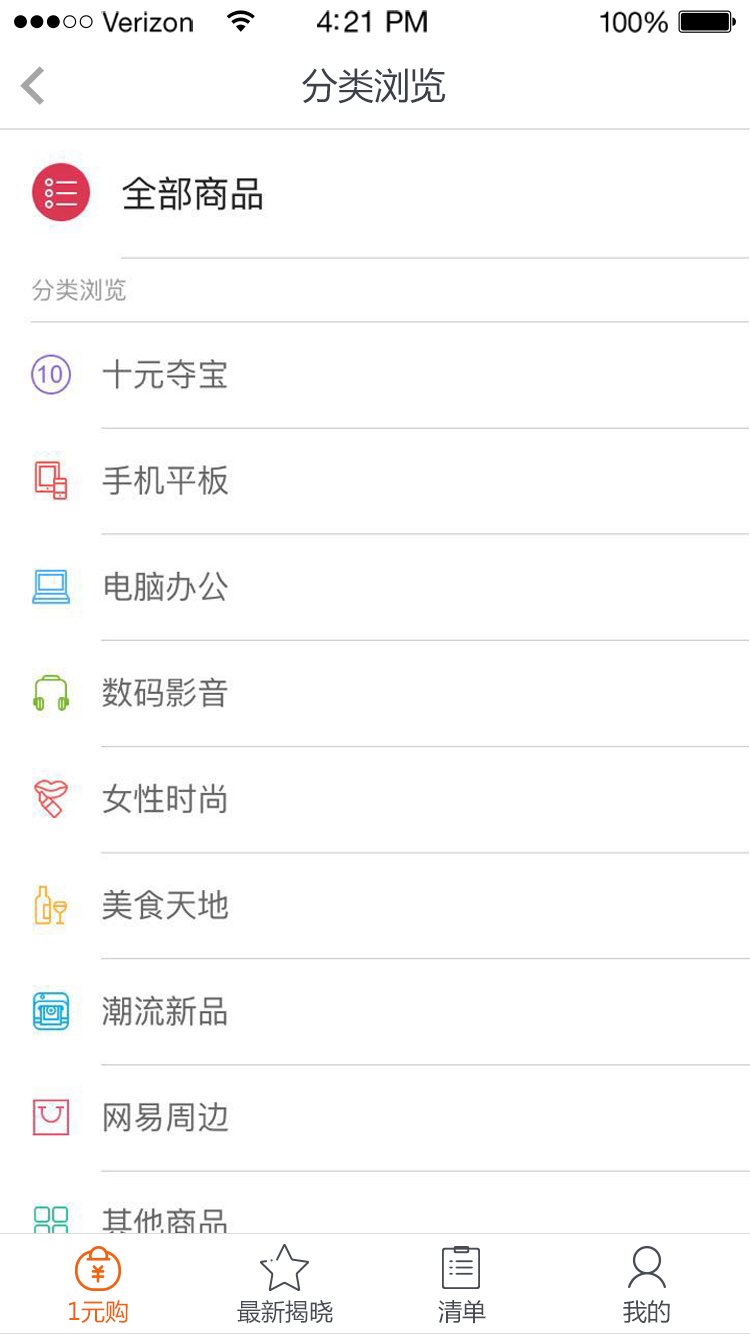 Verizon 4:21 PM 100%
分类浏览
全部商品
分类浏览
10 十元夺宝
手机平板
电脑办公
数码影音
女性时尚
美食天地
潮流新品
网易周边
其他商品
¥
1元购 最新揭晓 清单 我的